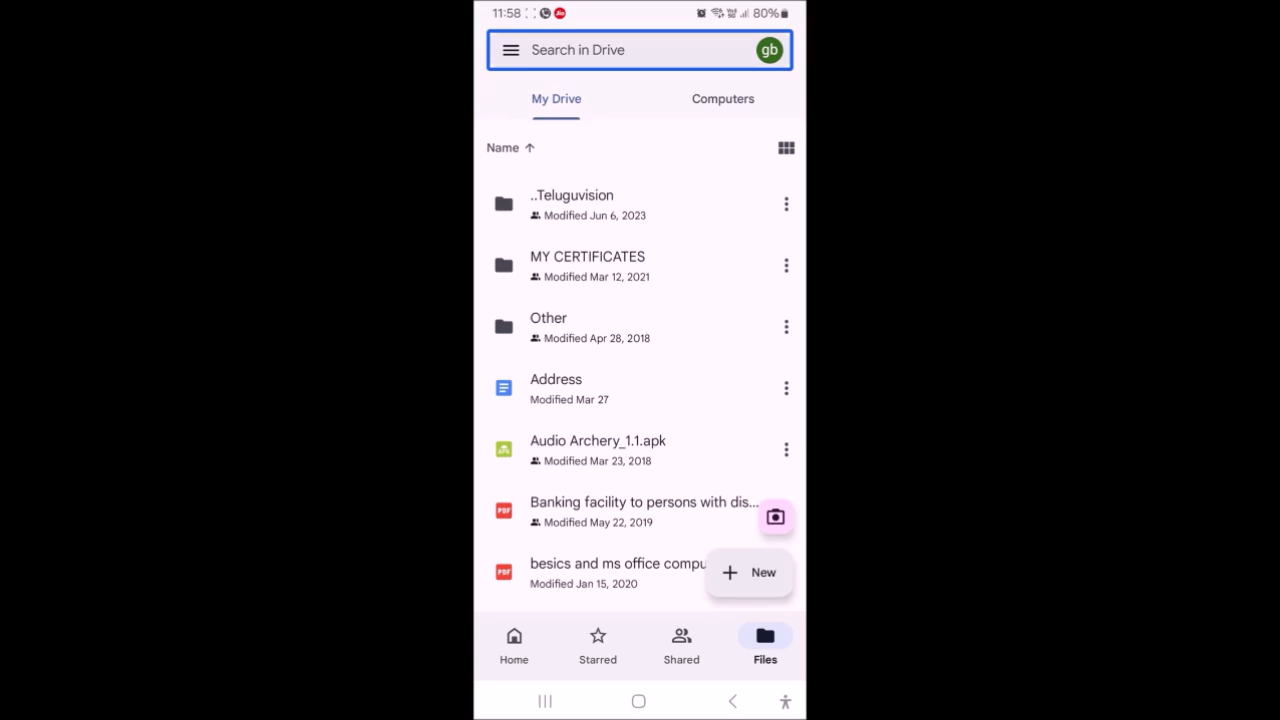 11:58 Jio 80%
Search in Drive gb
My Drive Computers
Name
..Teluguvision
Modified Jun 6, 2023
MY CERTIFICATES
Modified Mar 12, 2021
Other
Modified Apr 28, 2018
Address
Modified Mar 27
Audio Archery_1.1.apk
Modified Mar 23, 2018
PDF Banking facility to persons with dis...
Modified May 22, 2019
PDF besics and ms office compu
Modified Jan 15, 2020
New
Home Starred Shared Files